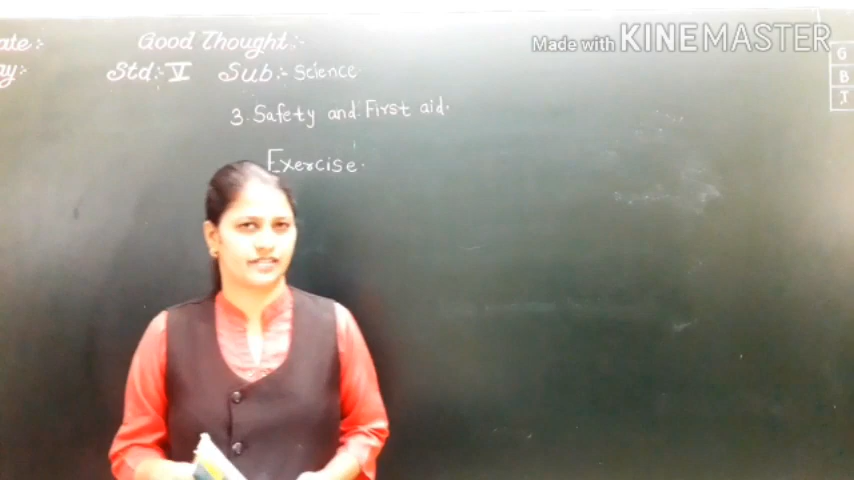 ate:-
Good Thought:-
Made with KINEMASTER
ay:-
Std:- V Sub:- Science
G
B
T
3. Safety and First aid.
Exercise.